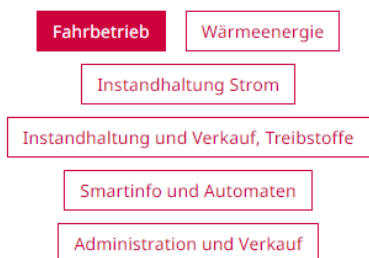 Fahrbetrieb Wärmeenergie
Instandhaltung Strom
Instandhaltung und Verkauf, Treibstoffe
Smartinfo und Automaten
Administration und Verkauf